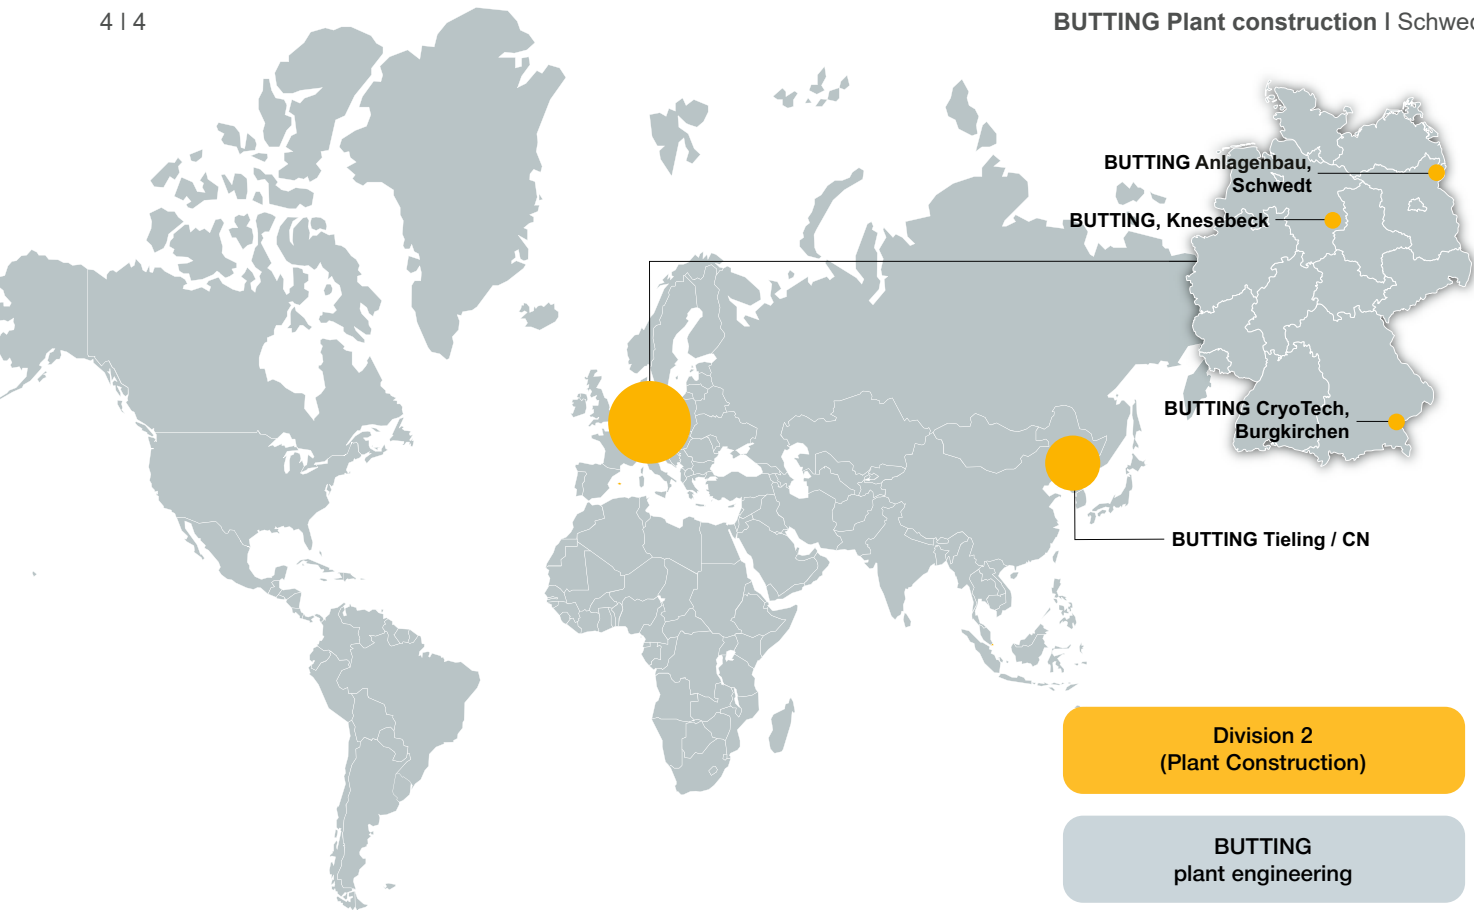 4 | 4
BUTTING Plant construction |
BUTTING Anlagenbau,
Schwedt
BUTTING, Knesebeck
BUTTING CryoTech,
Burgkirchen
BUTTING Tieling / CN
Division 2
(Plant Construction)
BUTTING
plant engineering